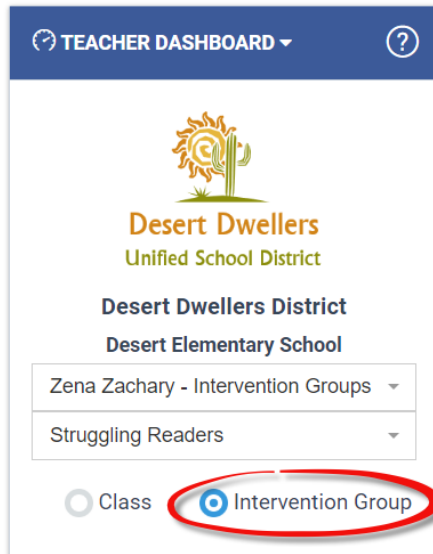 TEACHER DASHBOARD
?
Desert Dwellers
Unified School District
Desert Dwellers District
Desert Elementary School
Zena Zachary - Intervention Groups
Struggling Readers
Class Intervention Group